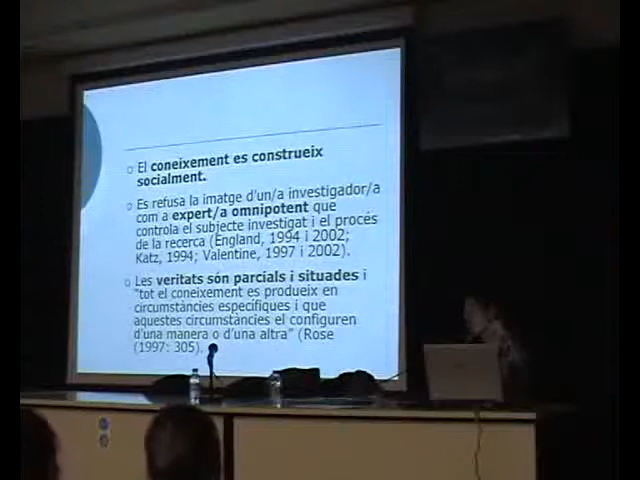 El coneixement es construeix
socialment.
Es refusa la imatge d'un/a investigador/a
com a expert/a omnipotent que
controla el subjecte investigat i el procés
de la recerca (England, 1994 i 2002;
Katz, 1994; Valentine, 1997 i 2002).
Les veritats són parcials i situades i
"tot el coneixement es produeix en
circumstàncies específiques i que
aquestes circumstàncies el configuren
d'una manera o d'una altra" (Rose
(1997: 305).